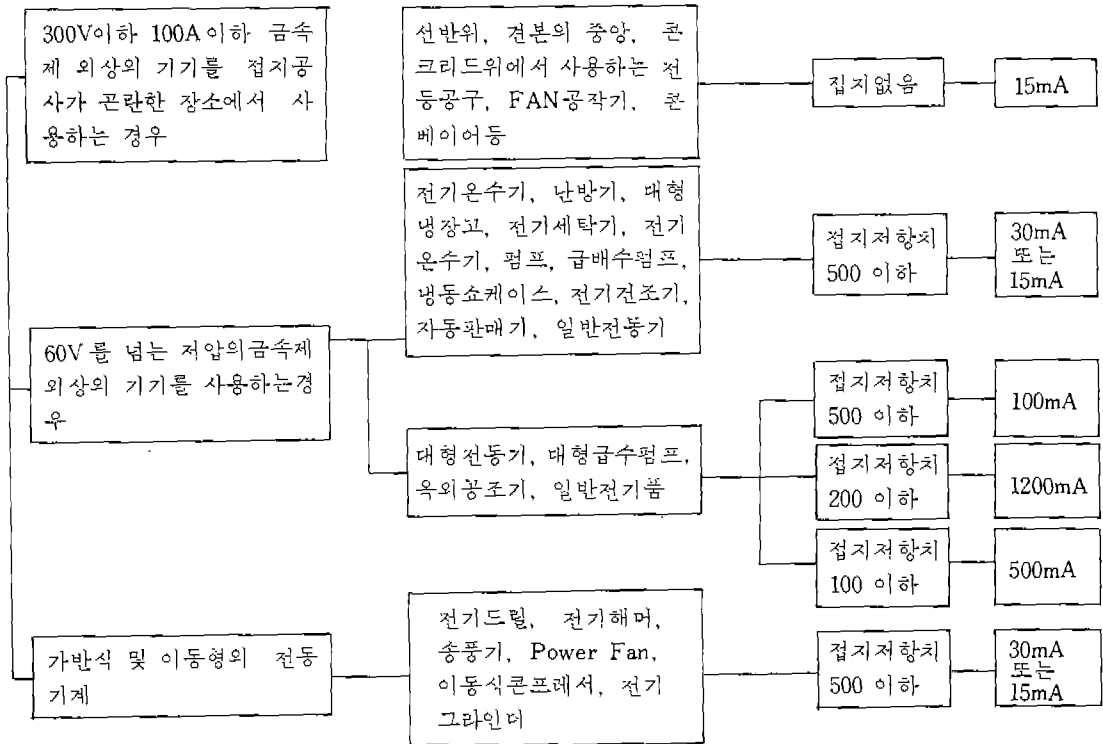 300V이하 100A이하 금속
제 외상의 기기를 접지공
사가 곤란한 장소에서 사
용하는 경우
선반위, 견본의 중앙, 콘
크리드위에서 사용하는 전
동공구, FAN공작기, 콘
베이어등
집지없음
15mA
전기온수기, 난방기, 대형
냉장고, 전기세탁기, 전기
온수기, 펌프, 급배수펌프,
냉동쇼케이스, 전기건조기,
자동판매기, 일반전동기
접지저항치
500 이하
30mA
또는
15mA
60V를 넘는 저압의금속제
외상의 기기를 사용하는경
우
대형전동기, 대형급수펌프,
옥외공조기, 일반전기품
접지저항치
500 이하
100mA
접지저항치
200 이하
1200mA
접지저항치
100 이하
500mA
가반식 및 이동형의 전동
기계
전기드릴, 전기해머,
송풍기, Power Fan,
이동식콘프레서, 전기
그라인더
접지저항치
500 이하
30mA
또는
15mA